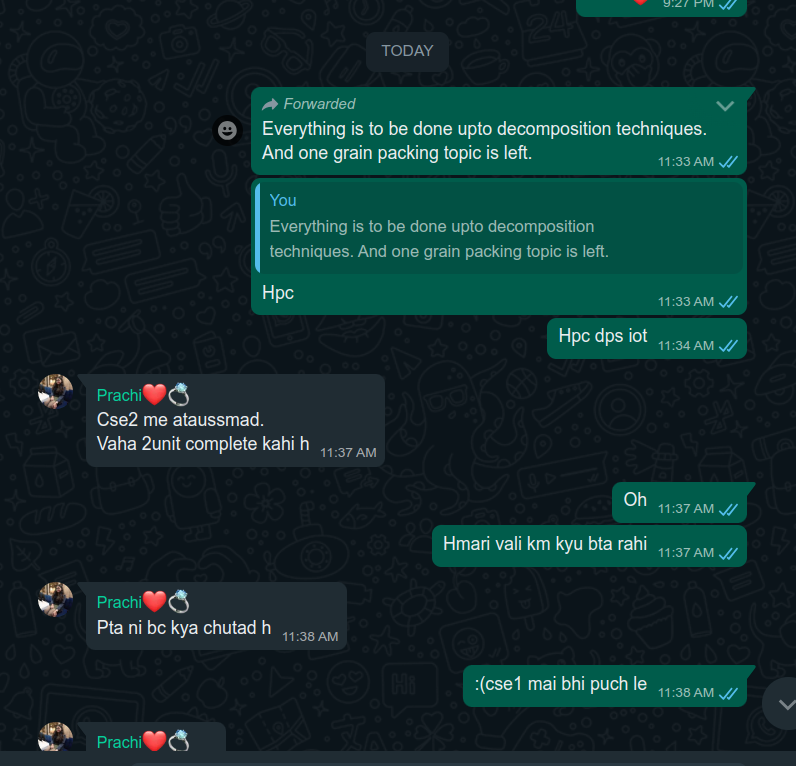 9:27 PM
TODAY
Forwarded
Everything is to be done upto decomposition techniques.
And one grain packing topic is left.
11:33 AM
You
Everything is to be done upto decomposition
techniques. And one grain packing topic is left.
Hpc
11:33 AM
Hpc dps iot
11:34 AM
Prachi❤️💍
Cse2 me ataussmad.
Vaha 2unit complete kahi h
11:37 AM
Oh
11:37 AM
Hmari vali km kyu bta rahi
11:37 AM
Prachi❤️💍
Pta ni bc kya chutad h
11:38 AM
:(cse1 mai bhi puch le
11:38 AM
Prachi❤️💍